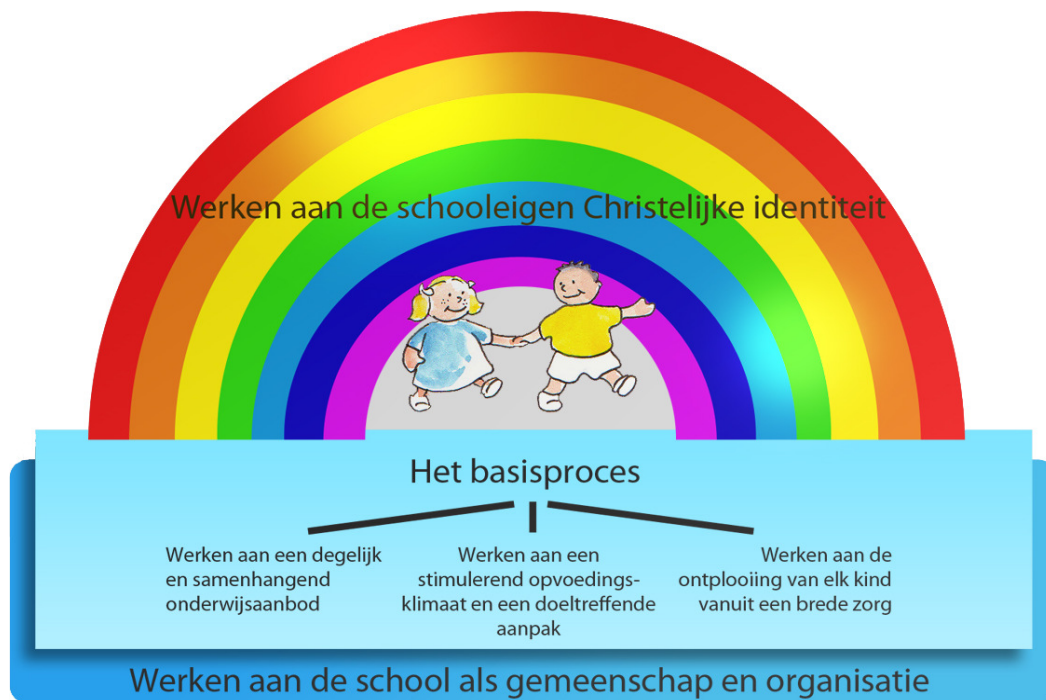 Werken aan de schooleigen Christelijke identiteit
Het basisproces
Werken aan een degelijk
en samenhangend
onderwijsaanbod
Werken aan een
stimulerend opvoedings-
klimaat en een doeltreffende
aanpak
Werken aan de
ontplooiing van elk kind
vanuit een brede zorg
Werken aan de school als gemeenschap en organisatie